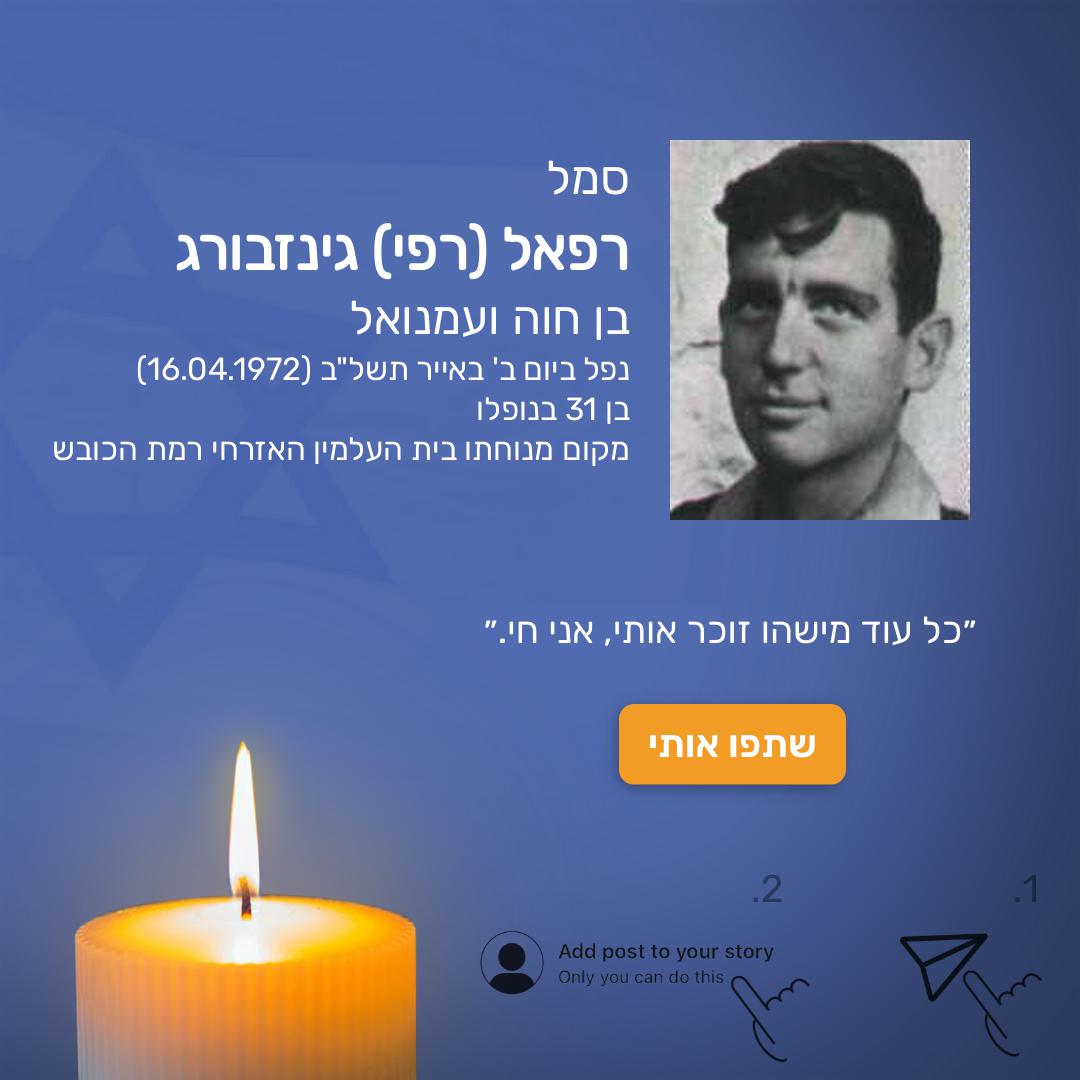 סמל
רפאל (רפי) גינזבורג
בן חוה ועמנואל
נפל ביום ב' באייר תשל"ב (16.04.1972)
בן 31 בנופלו
מקום מנוחתו בית העלמין האזרחי רמת הכובש
״כל עוד מישהו זוכר אותי, אני חי.״
שתפו אותי
.1
.2
Add post to your story
Only you can do this